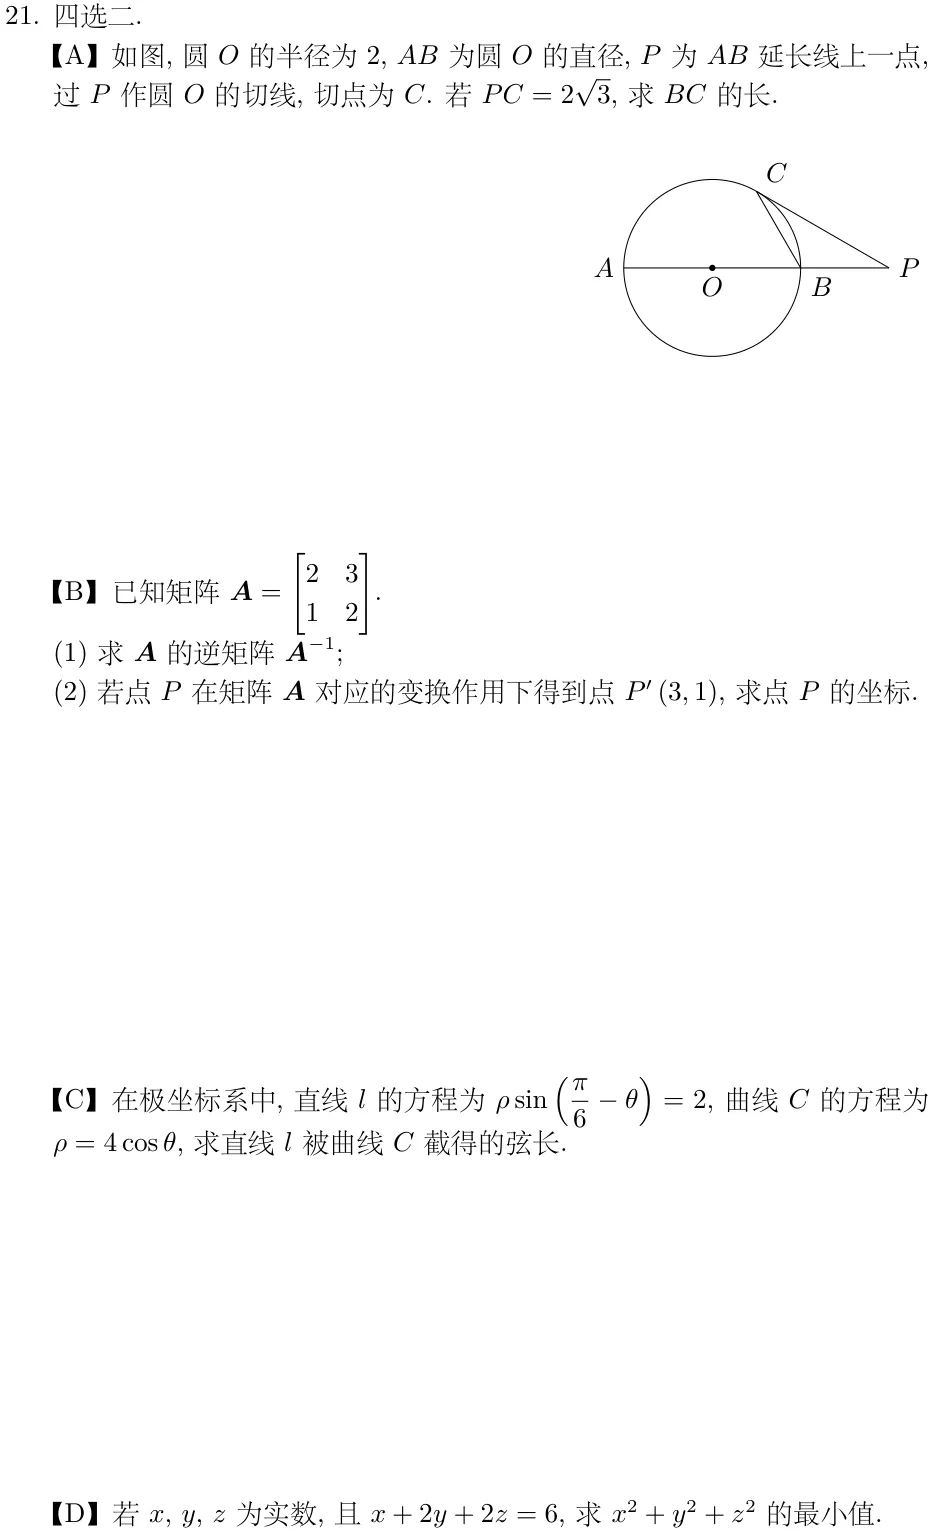 21. 四选二.
【A】如图, 圆 O 的半径为 2, AB 为圆 O 的直径, P 为 AB 延长线上一点,
过 P 作圆 O 的切线, 切点为 C. 若 PC = 2√3, 求 BC 的长.
C
A
O
B
P
【B】已知矩阵 A = [2 3; 1 2].
(1) 求 A 的逆矩阵 A⁻¹;
(2) 若点 P 在矩阵 A 对应的变换作用下得到点 P′ (3, 1), 求点 P 的坐标.
【C】在极坐标系中, 直线 l 的方程为 ρ sin(π/6 − θ) = 2, 曲线 C 的方程为
ρ = 4 cos θ, 求直线 l 被曲线 C 截得的弦长.
【D】若 x, y, z 为实数, 且 x + 2y + 2z = 6, 求 x² + y² + z² 的最小值.